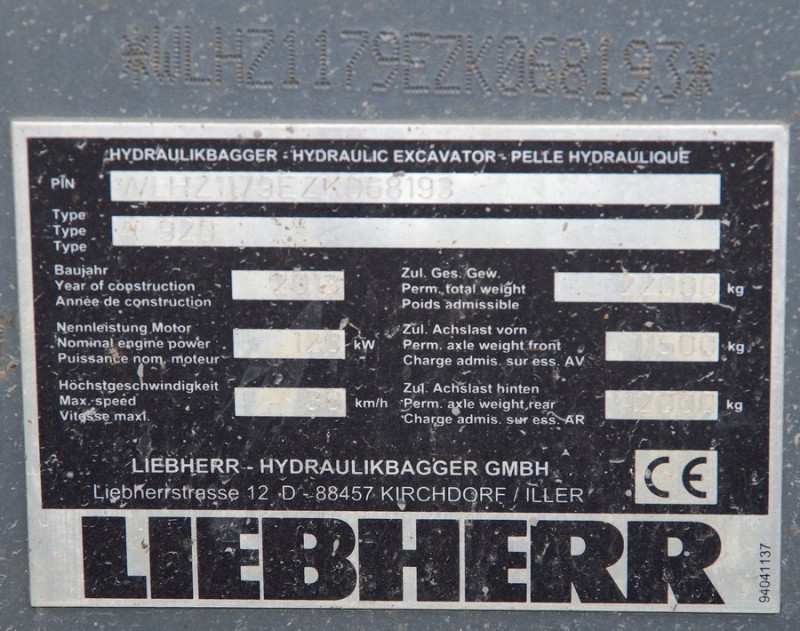 *WLHZ1179EZK068193*
HYDRAULIKBAGGER - HYDRAULIC EXCAVATOR - PELLE HYDRAULIQUE
PIN WLHZ1179EZK068193
Type
Type A 920
Type
Baujahr
Year of construction
Année de construction
Zul. Ges. Gew.
Perm. total weight 22000 kg
Poids admissible
Nennleistung Motor
Nominal engine power kW
Puissance nom. moteur
Zul. Achslast vorn
Perm. axle weight front kg
Charge admis. sur ess. AV
Höchstgeschwindigkeit
Max. speed km/h
Vitesse maxi.
Zul. Achslast hinten
Perm. axle weight rear 12000 kg
Charge admis. sur ess. AR
LIEBHERR - HYDRAULIKBAGGER GMBH
Liebherrstrasse 12 D - 88457 KIRCHDORF / ILLER
CE
LIEBHERR
94041137